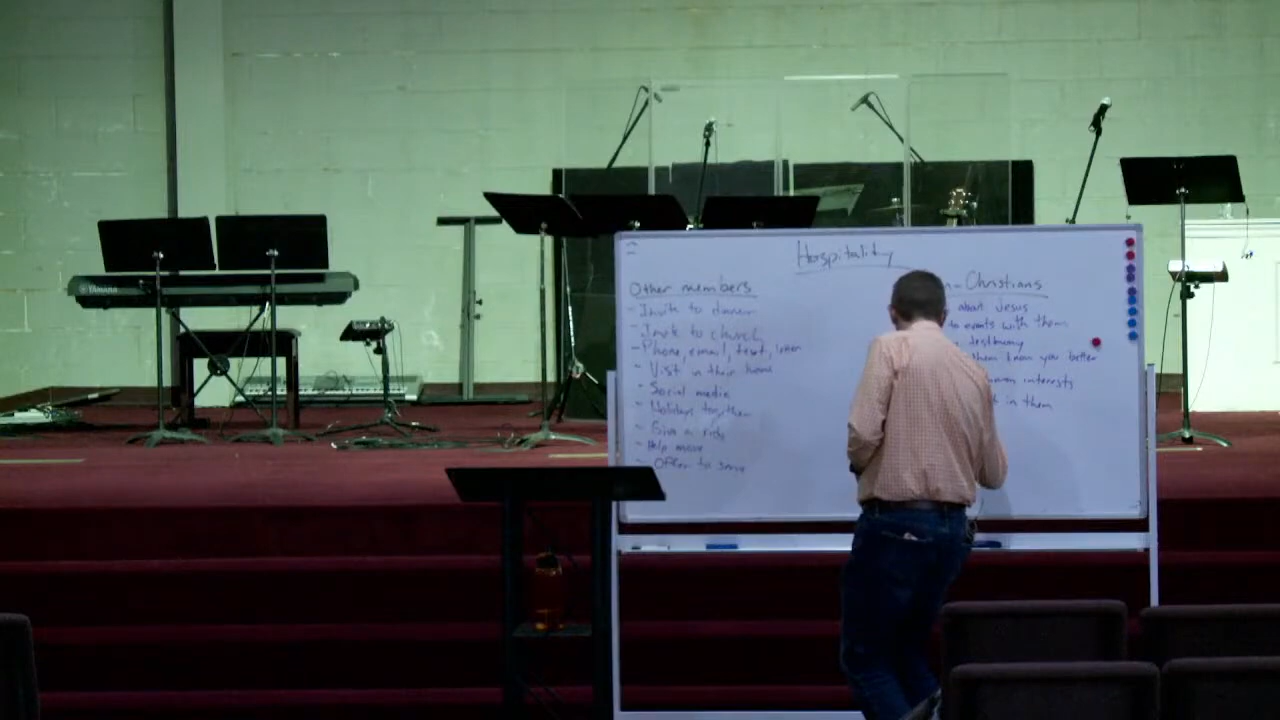 Hospitality
Other members
- Invite to dinner
- Invite to church
- Phone, email, text, letter
- Visit in their home
- Social media
- Holidays together
- Give a ride
- Help move
- Offer to serve
- Christians
about Jesus
to events with them
testimony
them know you better
interests
in them
YAMAHA